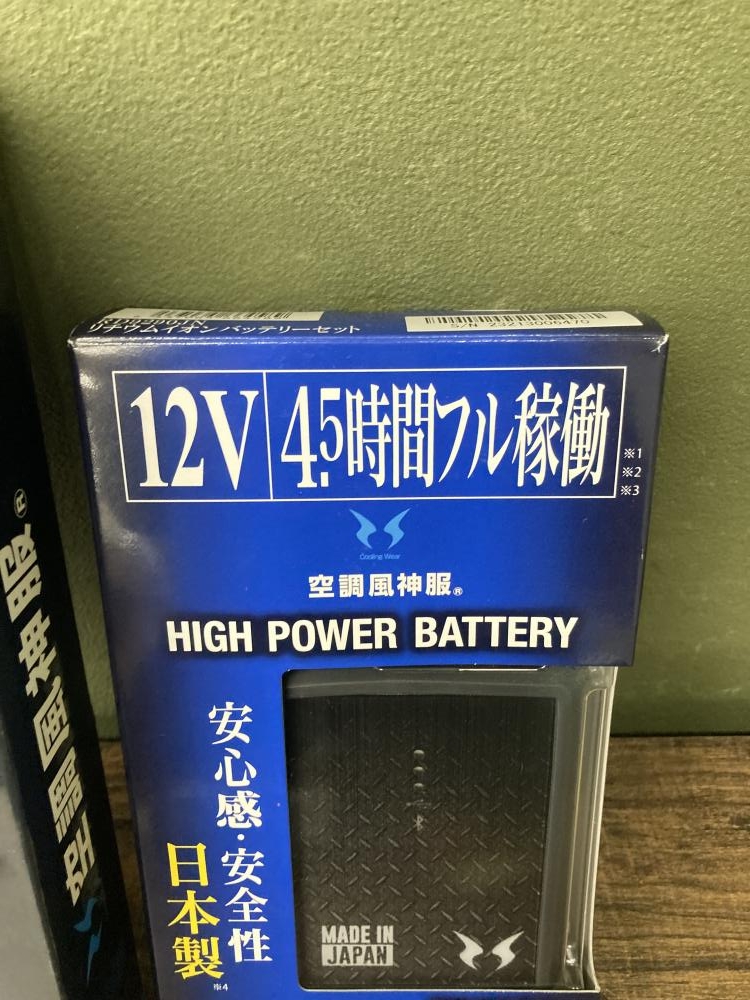 リチウムイオンバッテリーセット
S/N 23213006470
12V 4.5時間フル稼働
※1
※2
※3
Cooling Wear
空調風神服®
HIGH POWER BATTERY
安心感・安全性
日本製
※4
MADE IN
JAPAN
空調風神服®